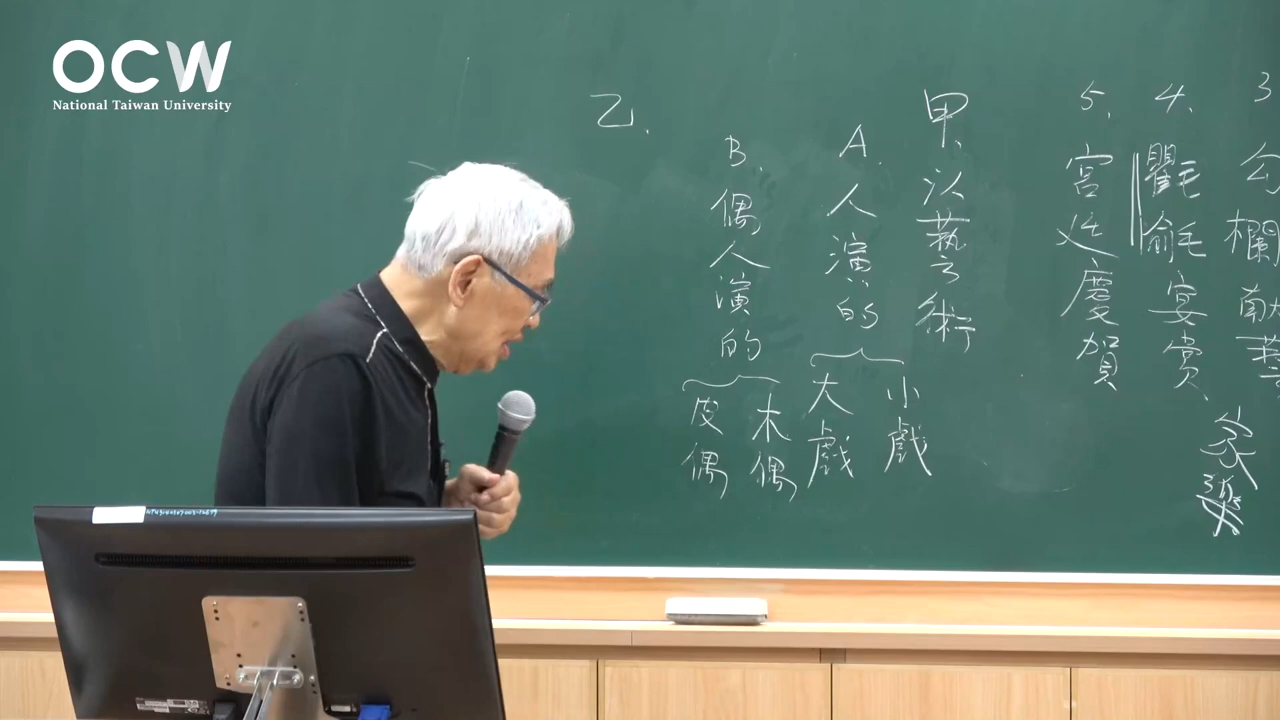 OCW
National Taiwan University
3
勾欄献藝
4、氍毹宴賞、
家樂
5、宮廷慶賀
甲、以藝術
A、人演的
小戲
大戲
B、偶人演的
木偶
皮偶
乙、